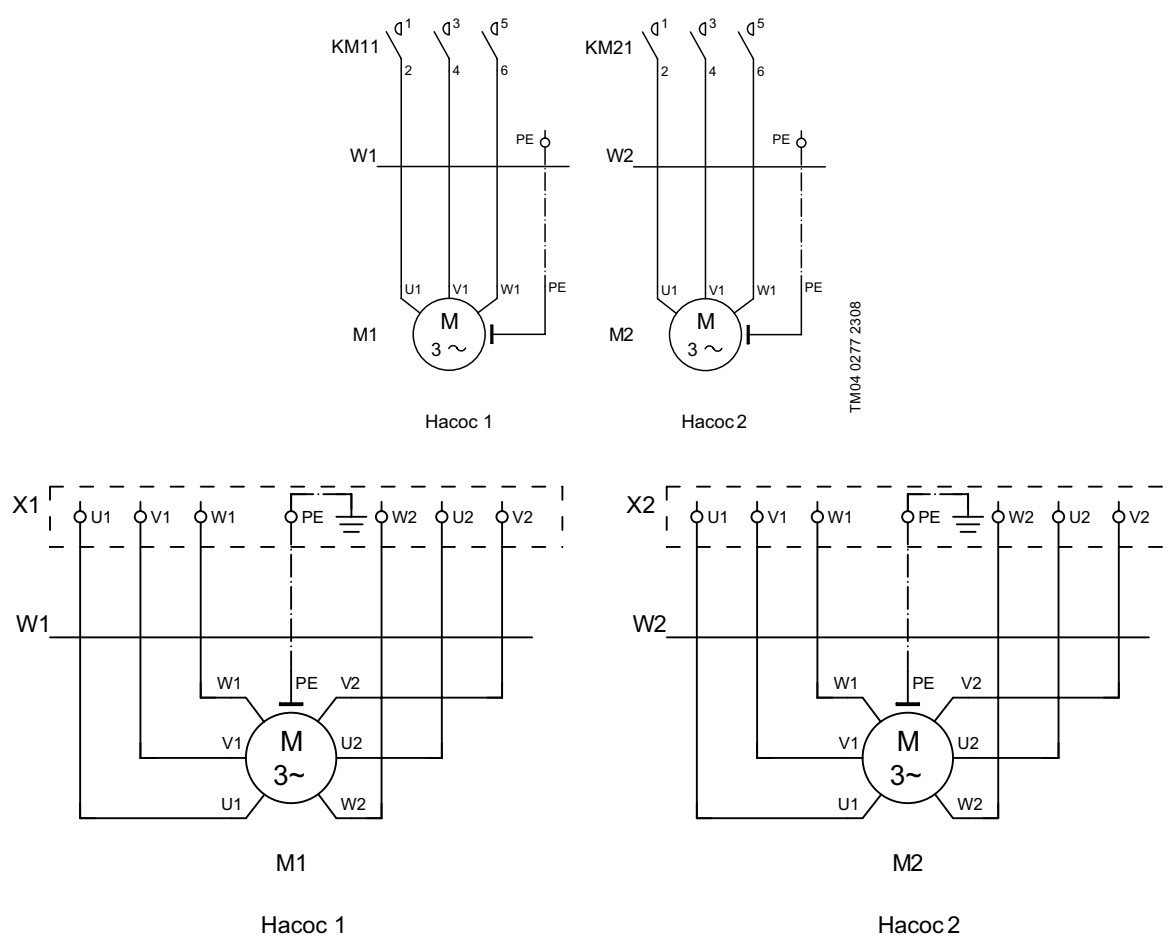 1 3 5 1 3 5
KM11 KM21
2 4 6 2 4 6
PE PE
W1 W2
U1 V1 W1 PE U1 V1 W1 PE
M1 M M2 M
3 ~ 3 ~
TM04 0277 2308
Насос 1 Насос 2
X1 U1 V1 W1 PE W2 U2 V2 X2 U1 V1 W1 PE W2 U2 V2
W1 W2
W1 PE V2 W1 PE V2
V1 M U2 V1 M U2
3~ 3~
U1 W2 U1 W2
M1 M2
Насос 1 Насос 2